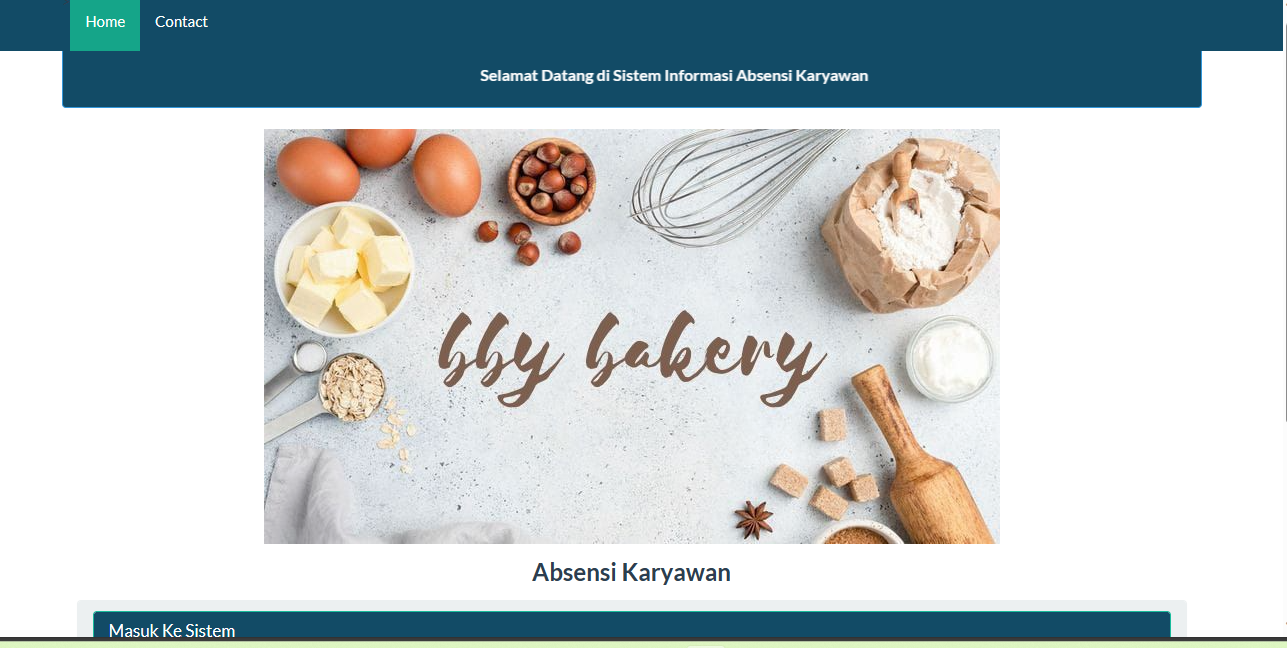 Home Contact
Selamat Datang di Sistem Informasi Absensi Karyawan
bby bakery
Absensi Karyawan
Masuk Ke Sistem